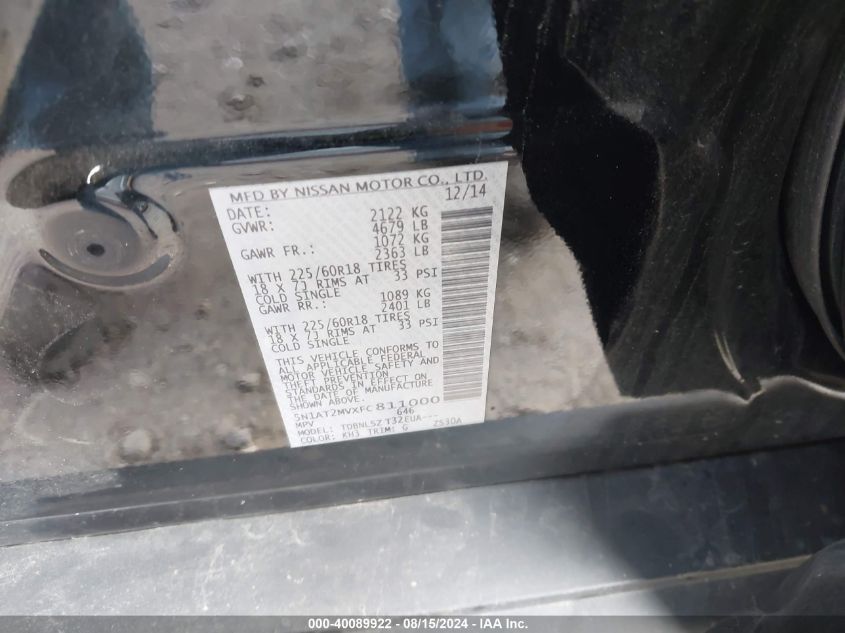 MFD BY NISSAN MOTOR CO., LTD.
DATE: 12/14
GVWR: 2122 KG
4679 LB
GAWR FR.: 1072 KG
2363 LB
WITH 225/60R18 TIRES
18 X 7J RIMS AT 33 PSI
COLD SINGLE
GAWR RR.: 1089 KG
2401 LB
WITH 225/60R18 TIRES
18 X 7J RIMS AT 33 PSI
COLD SINGLE
THIS VEHICLE CONFORMS TO
ALL APPLICABLE FEDERAL
MOTOR VEHICLE SAFETY AND
THEFT PREVENTION
STANDARDS IN EFFECT ON
THE DATE OF MANUFACTURE
SHOWN ABOVE.
5N1AT2MVXFC811000
MPV 646
MODEL: TDBNL5Z T32EUA---
COLOR: KH3 TRIM: G ZS30A
000-40089922 - 08/15/2024 - IAA Inc.